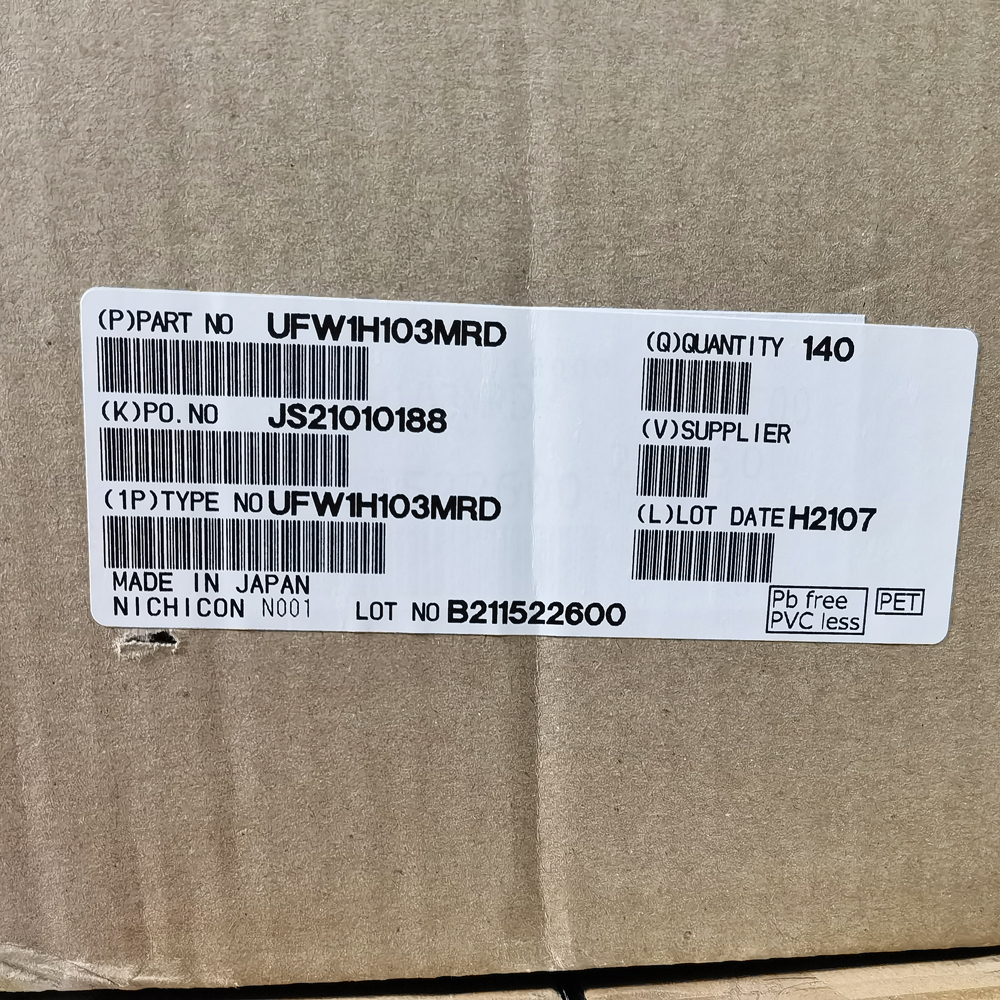 (P)PART NO UFW1H103MRD
(Q)QUANTITY 140
(K)PO.NO JS21010188
(V)SUPPLIER
(1P)TYPE NO UFW1H103MRD
(L)LOT DATE H2107
MADE IN JAPAN
NICHICON N001 LOT NO B211522600
Pb free
PVC less
PET